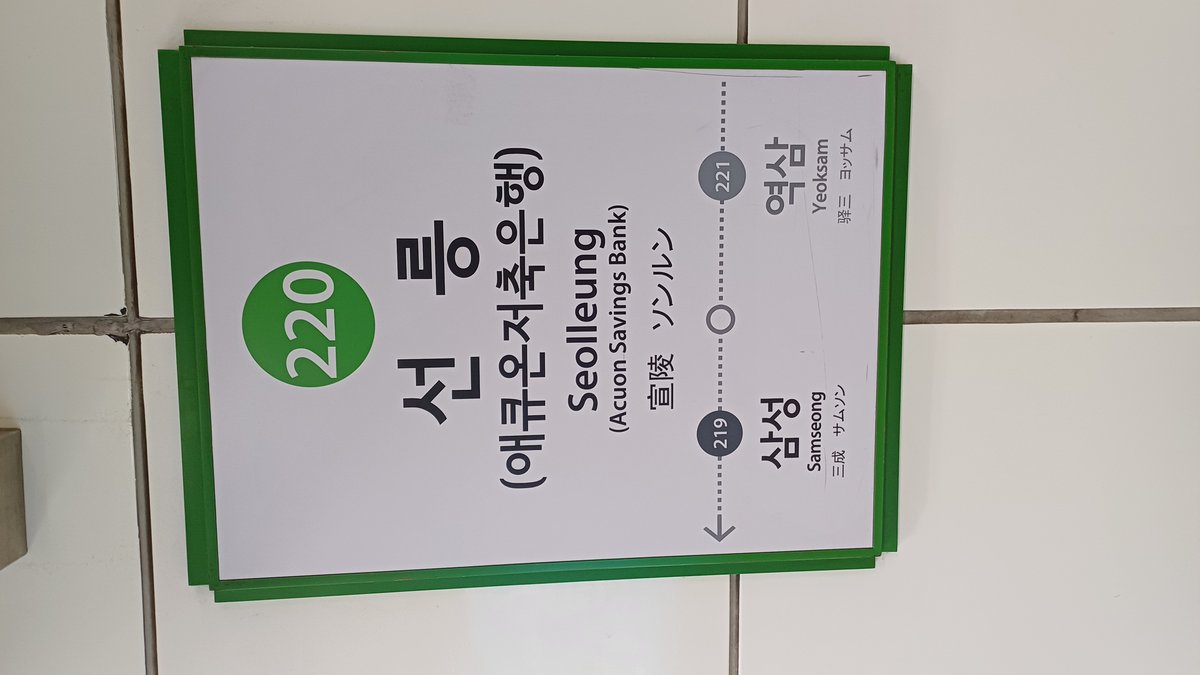 220
선릉
(애큐온저축은행)
Seolleung
(Acuon Savings Bank)
宣陵 ソンルン
219
221
삼성
역삼
Samseong
Yeoksam
三成 サムソン
驿三 ヨッサム